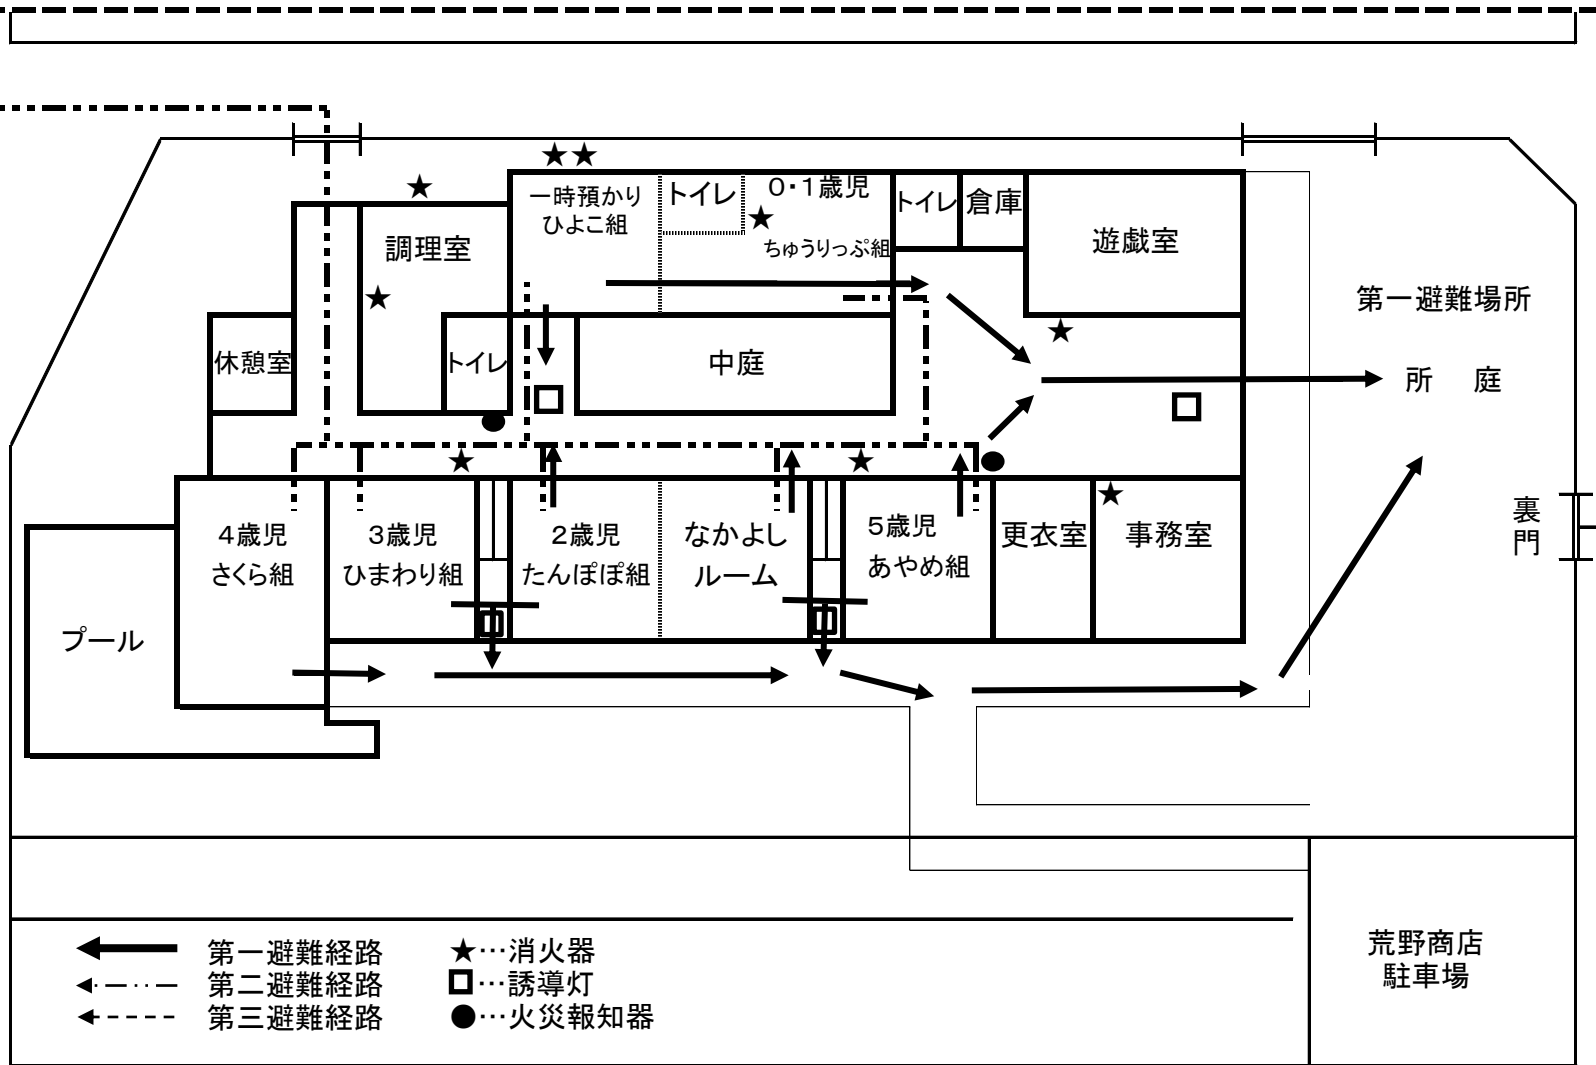 一時預かり
ひよこ組
トイレ
０・１歳児
ちゅうりっぷ組
トイレ
倉庫
遊戯室
調理室
休憩室
トイレ
中庭
第一避難場所
所　庭
４歳児
さくら組
３歳児
ひまわり組
２歳児
たんぽぽ組
なかよし
ルーム
５歳児
あやめ組
更衣室
事務室
裏門
プール
第一避難経路
第二避難経路
第三避難経路
★…消火器
□…誘導灯
●…火災報知器
荒野商店
駐車場